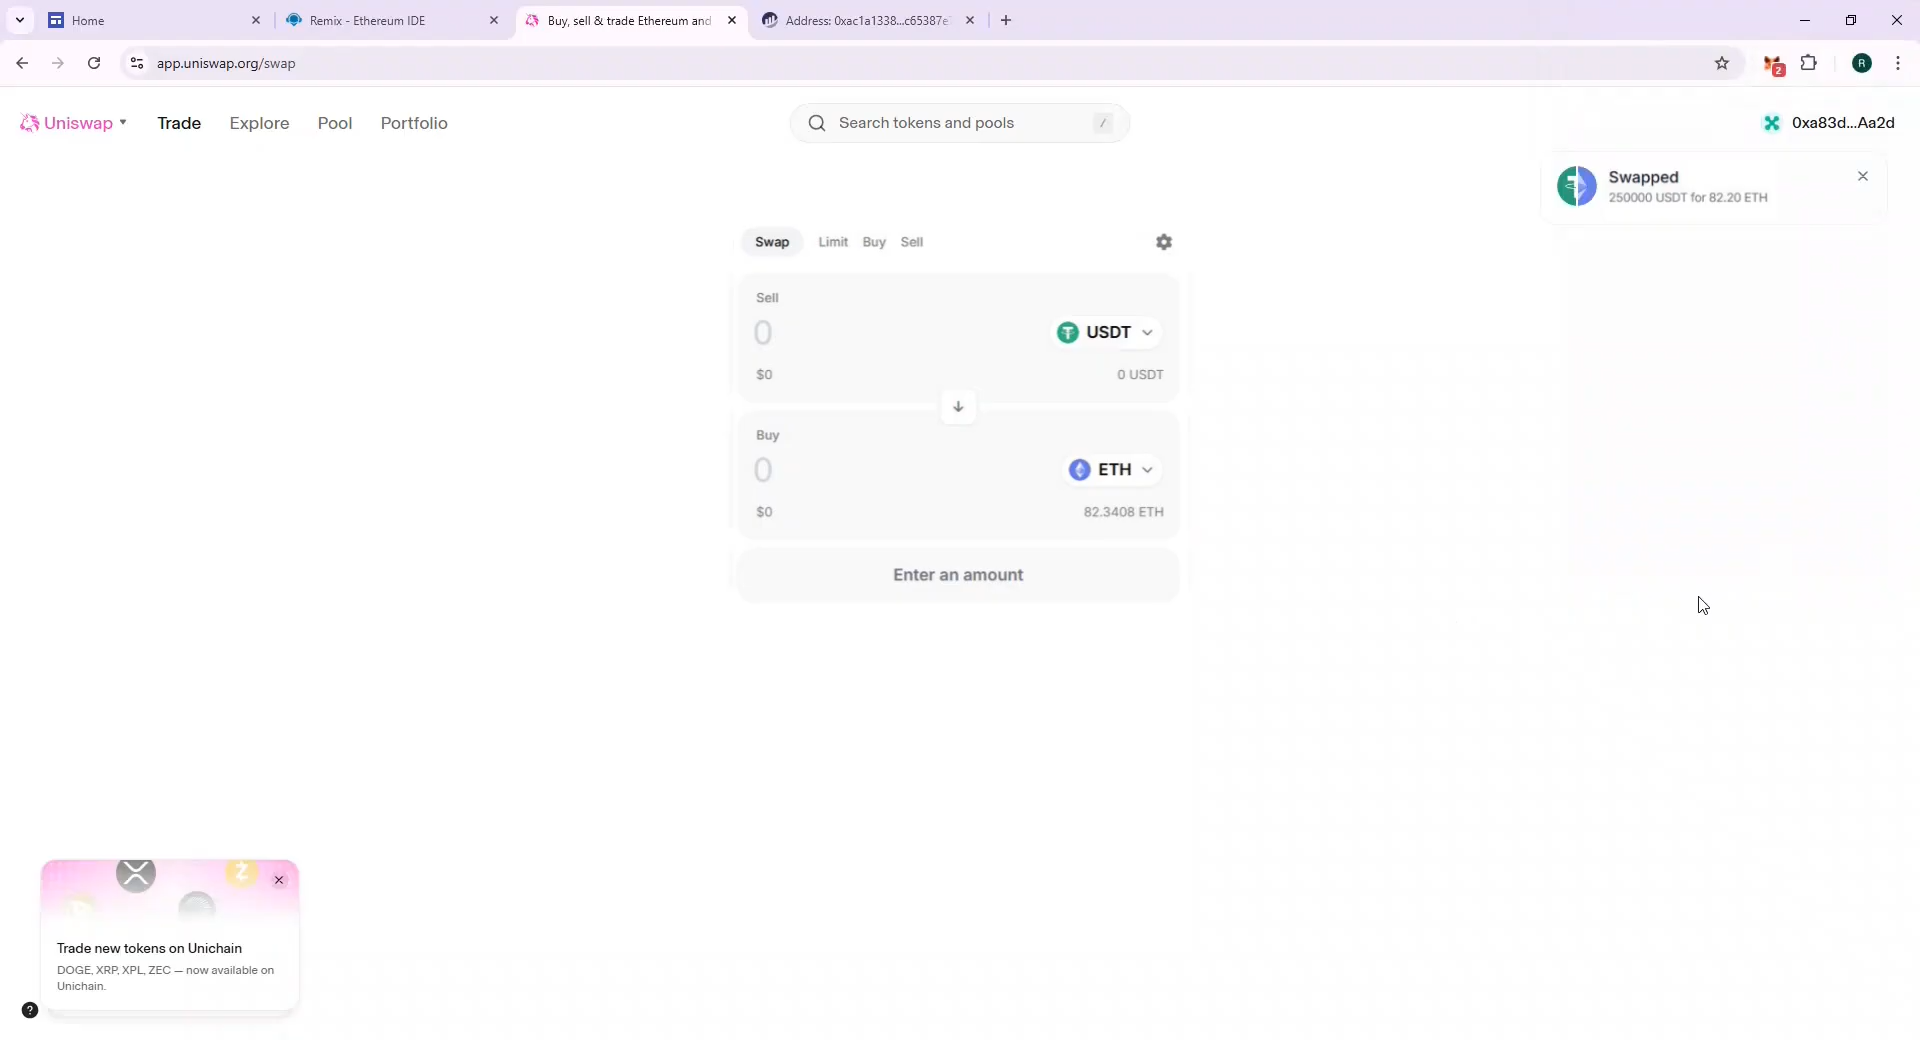 Home
Remix - Ethereum IDE
Buy, sell & trade Ethereum and
Address: 0xac1a1338...c65387e
app.uniswap.org/swap
2
R
Uniswap
Trade
Explore
Pool
Portfolio
Search tokens and pools
/
0xa83d...Aa2d
Swapped
250000 USDT for 82.20 ETH
Swap
Limit
Buy
Sell
Sell
0
USDT
$0
0 USDT
Buy
0
ETH
$0
82.3408 ETH
Enter an amount
Trade new tokens on Unichain
DOGE, XRP, XPL, ZEC — now available on
Unichain.
?